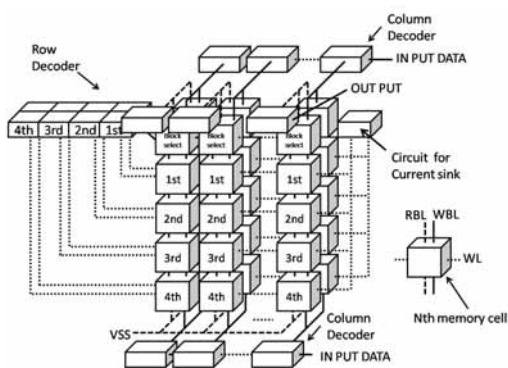 Column
Decoder
Row
Decoder
IN PUT DATA
OUT PUT
4th 3rd 2nd 1st
Block
select
Block
select
Block
select
Circuit for
Current sink
1st 1st 1st
2nd 2nd 2nd
3rd 3rd 3rd
4th 4th 4th
RBL WBL
WL
Nth memory cell
VSS
Column
Decoder
IN PUT DATA